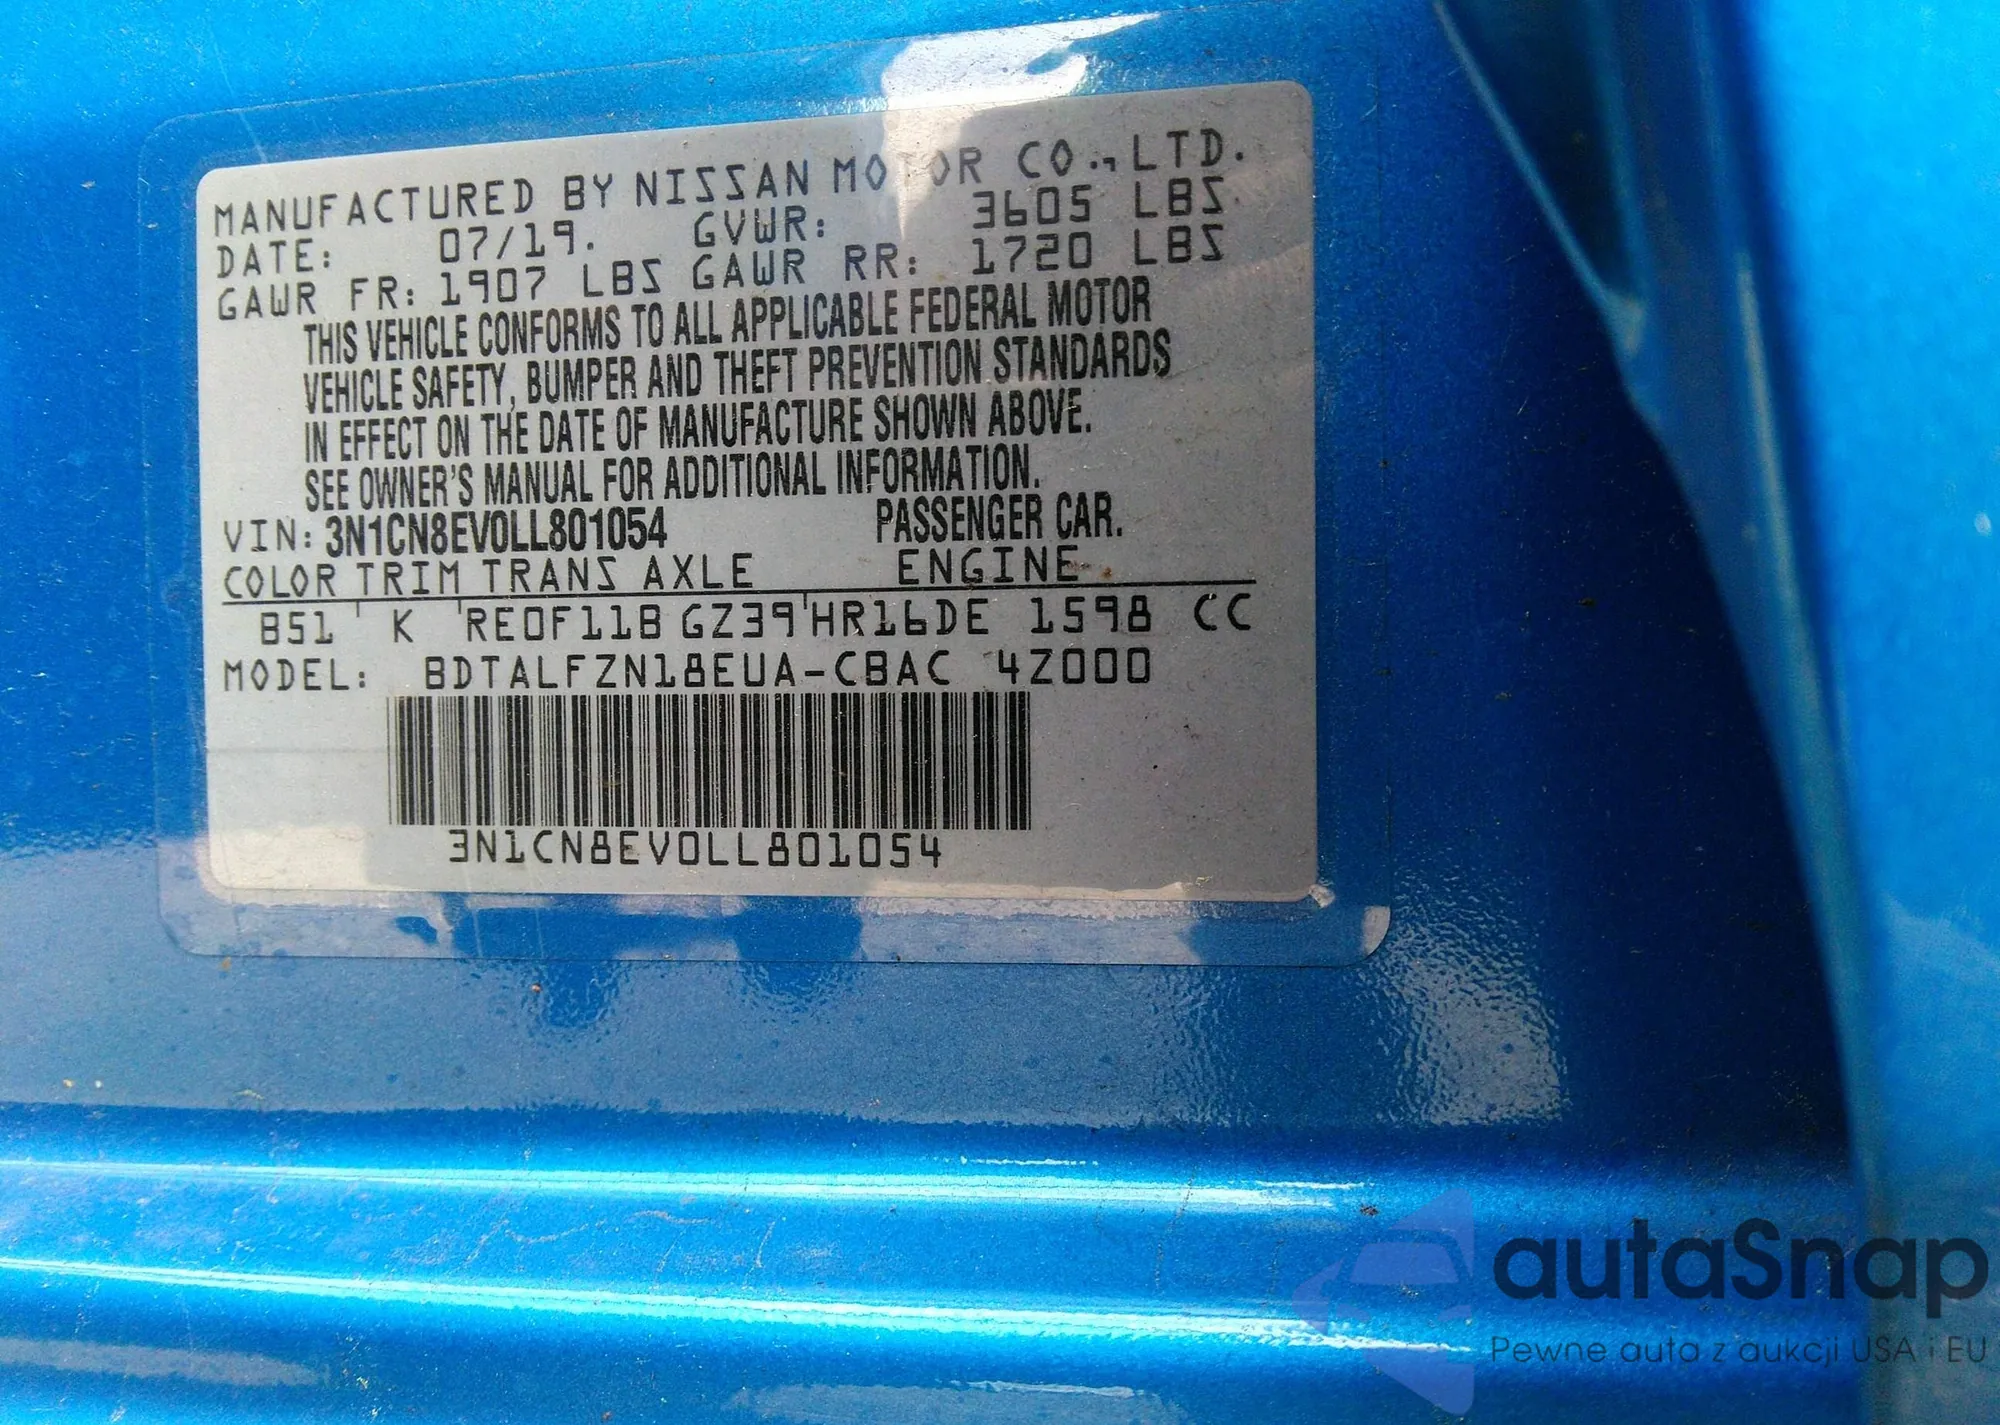 MANUFACTURED BY NISSAN MOTOR CO., LTD.
DATE: 07/19. GVWR: 3605 LBS.
GAWR FR: 1907 LBS GAWR RR: 1720 LBS
THIS VEHICLE CONFORMS TO ALL APPLICABLE FEDERAL MOTOR
VEHICLE SAFETY, BUMPER AND THEFT PREVENTION STANDARDS
IN EFFECT ON THE DATE OF MANUFACTURE SHOWN ABOVE.
SEE OWNER'S MANUAL FOR ADDITIONAL INFORMATION.
VIN: 3N1CN8EV0LL801054 PASSENGER CAR.
COLOR TRIM TRANS AXLE ENGINE
B51 ' K ' RE0F11B GZ39'HR16DE 1598 CC
MODEL: BDTALFZN18EUA-CBAC 4Z000
3N1CN8EV0LL801054
autaSnap
Pewne auta z aukcji USA i EU